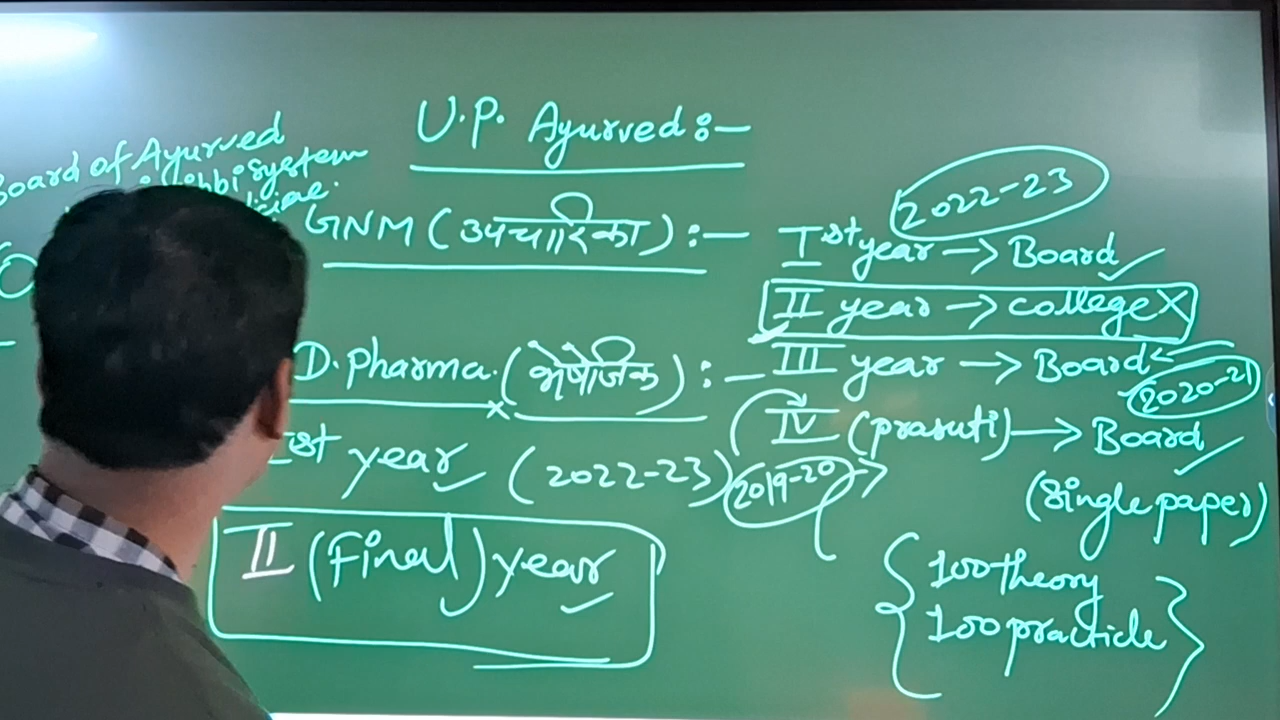 U.P. Ayurved :-
Board of Ayurved
system
2022-23
GNM (उपचारिका) :-
Ist year → Board ✓
II year → college X
D. Pharma. (भेषजिक) :-
III year → Board
2020-21
IV (prasuti) → Board ✓
Ist year ✓ (2022-23)
2019-20
(single paper)
II (Final) year ✓
100 theory
100 practicle